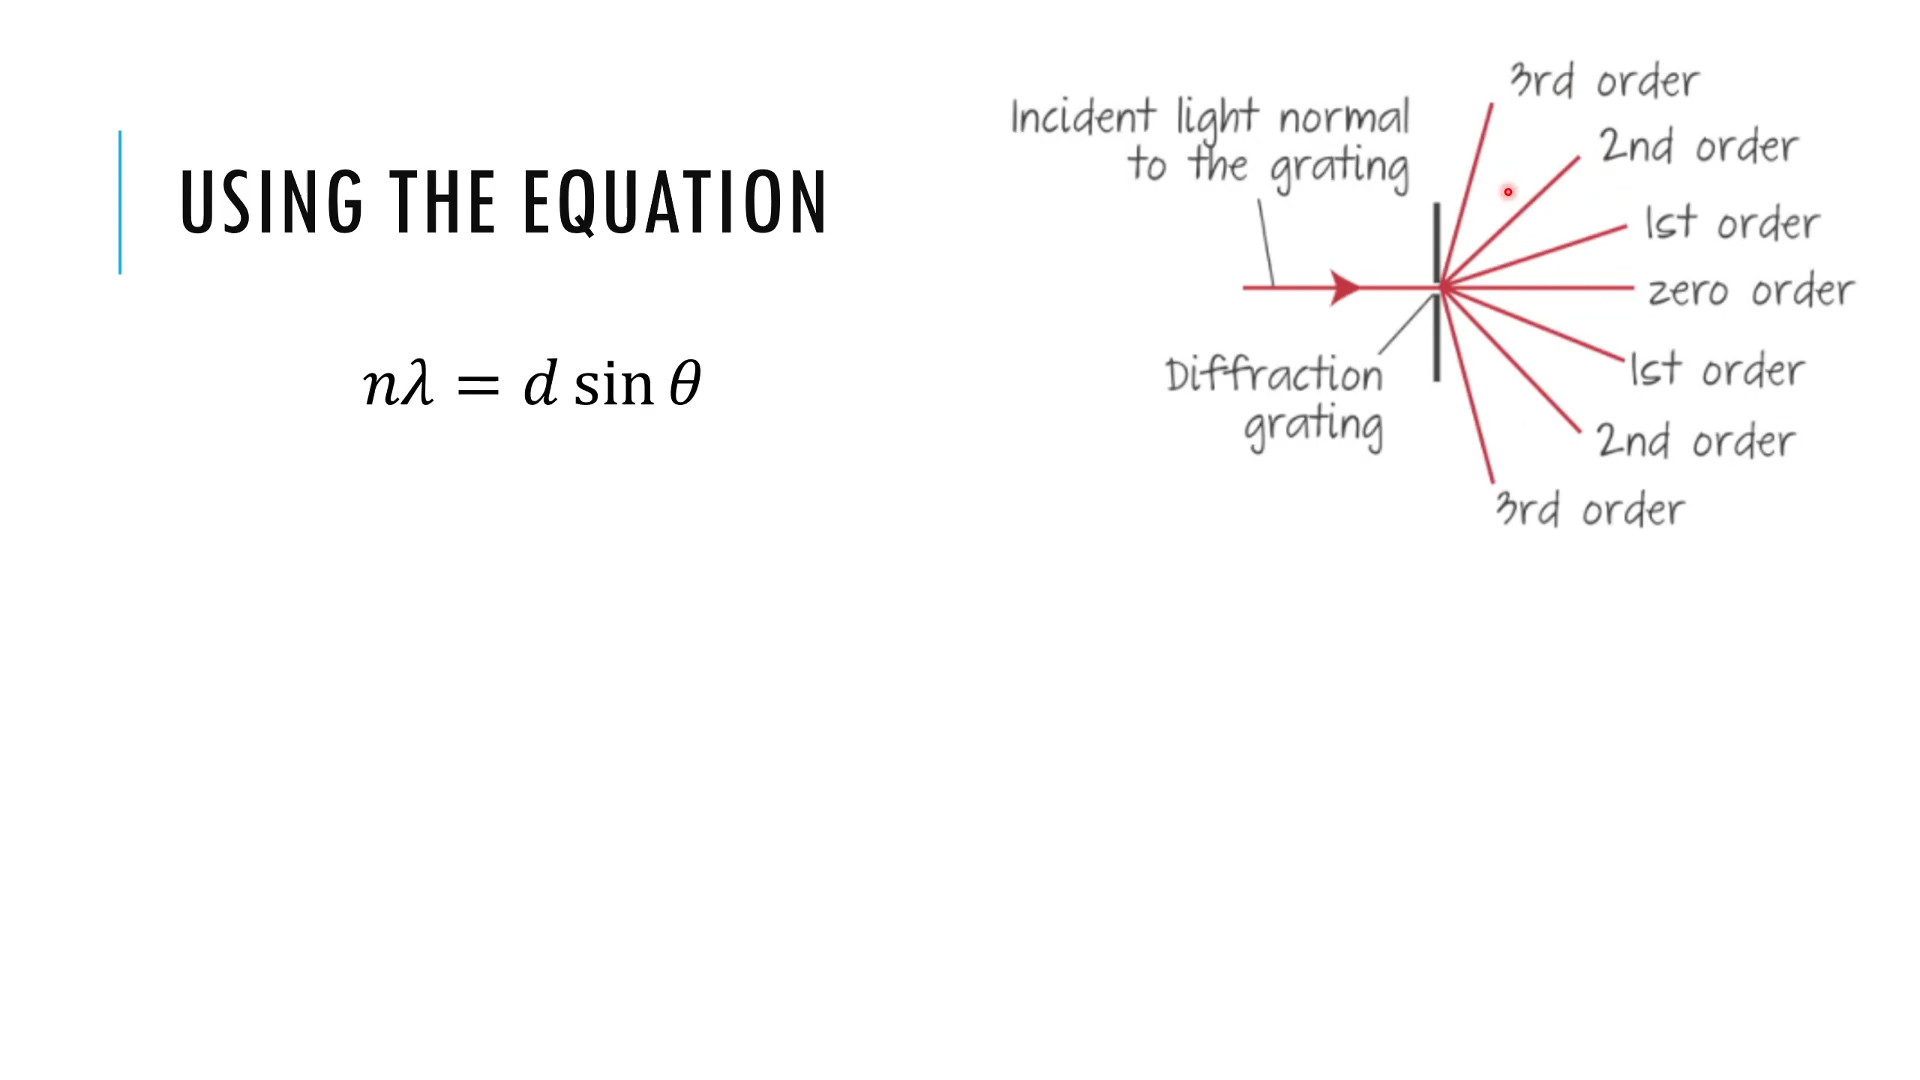 USING THE EQUATION
nλ = d sin θ
Incident light normal
to the grating
3rd order
2nd order
1st order
zero order
1st order
2nd order
3rd order
Diffraction
grating